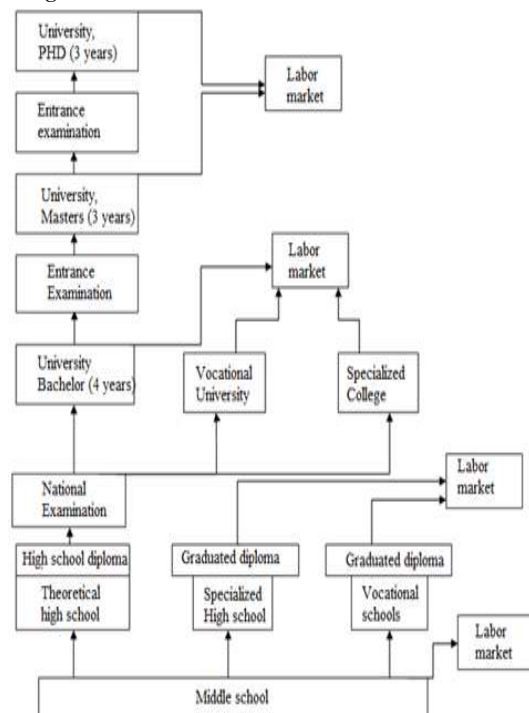 University,
PHD (3 years)
Labor
market
Entrance
examination
University,
Masters (3 years)
Entrance
Examination
Labor
market
University
Bachelor (4 years)
Vocational
University
Specialized
College
Labor
market
National
Examination
High school diploma
Graduated diploma
Graduated diploma
Theoretical
high school
Specialized
High school
Vocational
schools
Labor
market
Middle school